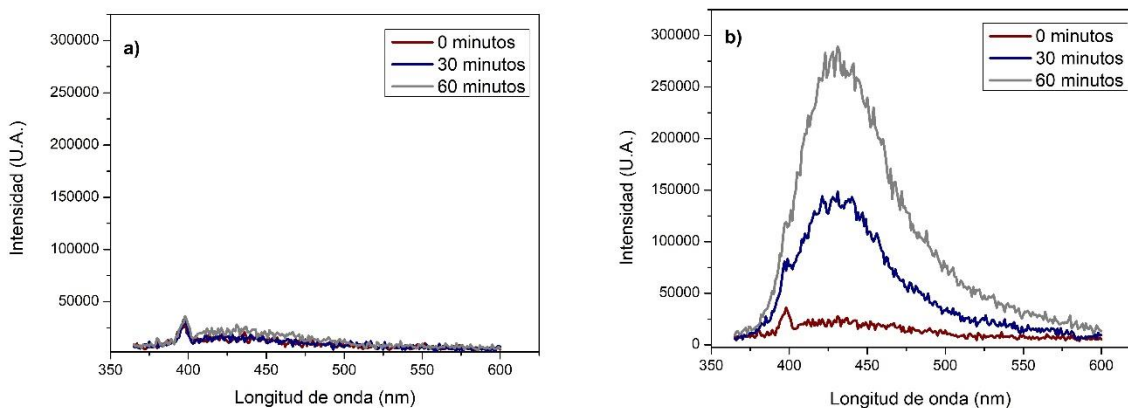 a)
0 minutos
30 minutos
60 minutos
Intensidad (U.A.)
300000
250000
200000
150000
100000
50000
350 400 450 500 550 600
Longitud de onda (nm)
b)
0 minutos
30 minutos
60 minutos
Intensidad (U.A.)
300000
250000
200000
150000
100000
50000
0
350 400 450 500 550 600
Longitud de onda (nm)